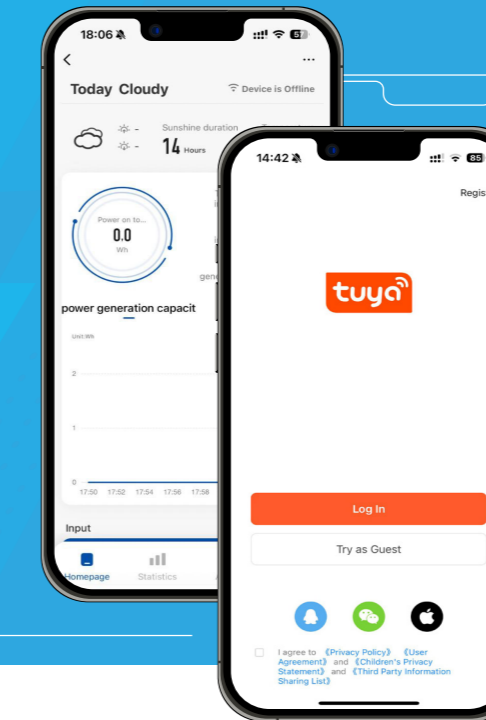 18:06
57
Today Cloudy
Device is Offline
- Sunshine duration
- 14 Hours
Power on to...
0.0
Wh
power generation capacit
Unit:Wh
2
1
0
17:50 17:52 17:54 17:56 17:58
Input
Homepage
Statistics
14:42
85
Regis
tuya
Log In
Try as Guest
I agree to 《Privacy Policy》 《User
Agreement》 and 《Children's Privacy
Statement》 and 《Third Party Information
Sharing List》